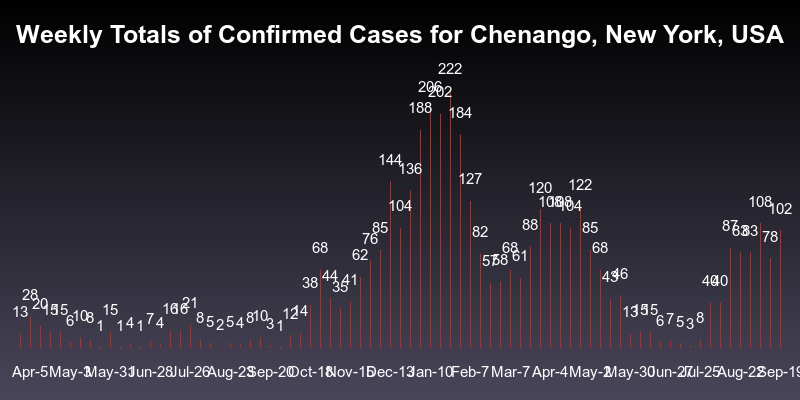 Weekly Totals of Confirmed Cases for Chenango, New York, USA
13 28 20 15 15 6 10 8 1 15 1 4 1 7 4 16 16 21 8 5 2 5 4 8 10 3 1 12 14 38 68 44 35 41 62 76 85 144 104 136 188 206 202 222 184 127 82 57 58 68 61 88 120 108 108 104 122 85 68 43 46 13 15 15 6 7 5 3 8 40 40 87 83 83 108 78 102
Apr-5 May-3 May-31 Jun-28 Jul-26 Aug-23 Sep-20 Oct-18 Nov-15 Dec-13 Jan-10 Feb-7 Mar-7 Apr-4 May-2 May-30 Jun-27 Jul-25 Aug-22 Sep-19